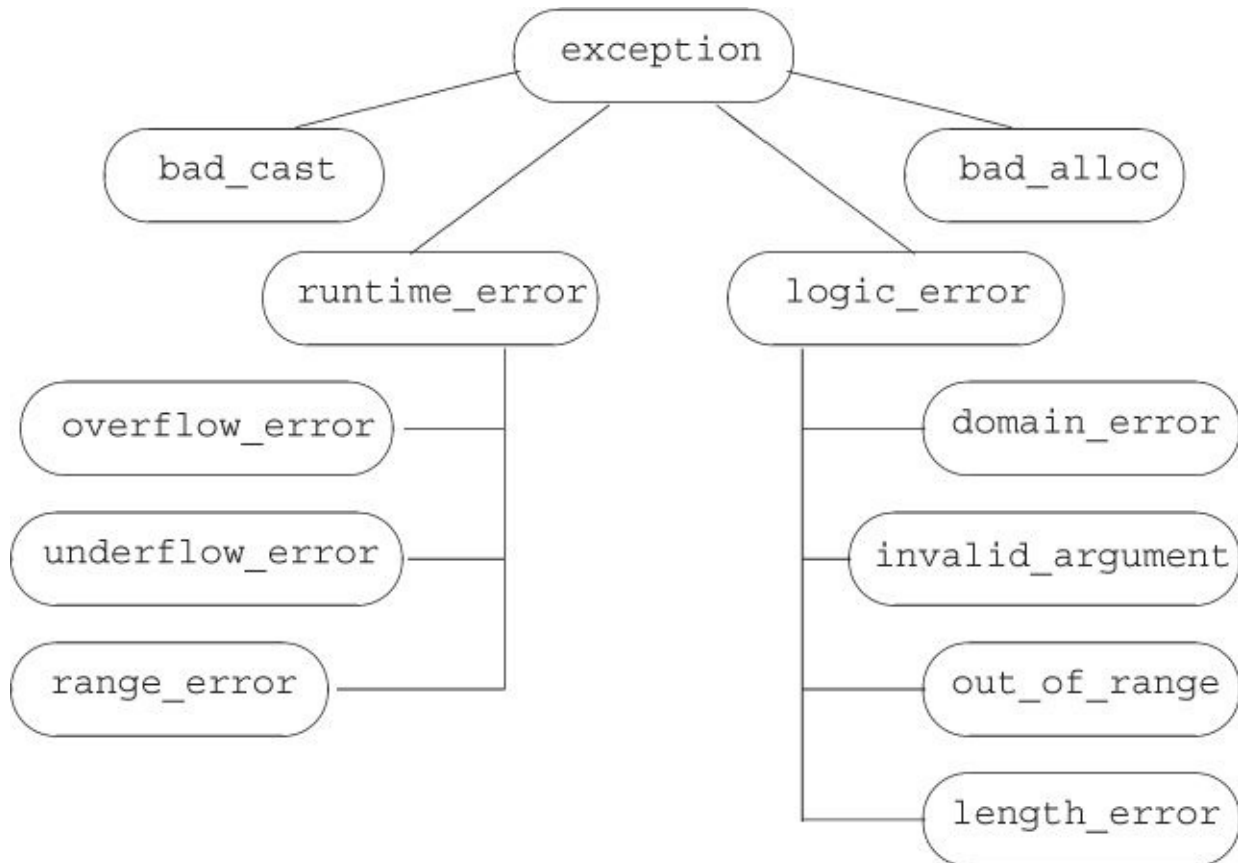 exception
bad_cast
bad_alloc
runtime_error
logic_error
overflow_error
domain_error
underflow_error
invalid_argument
range_error
out_of_range
length_error